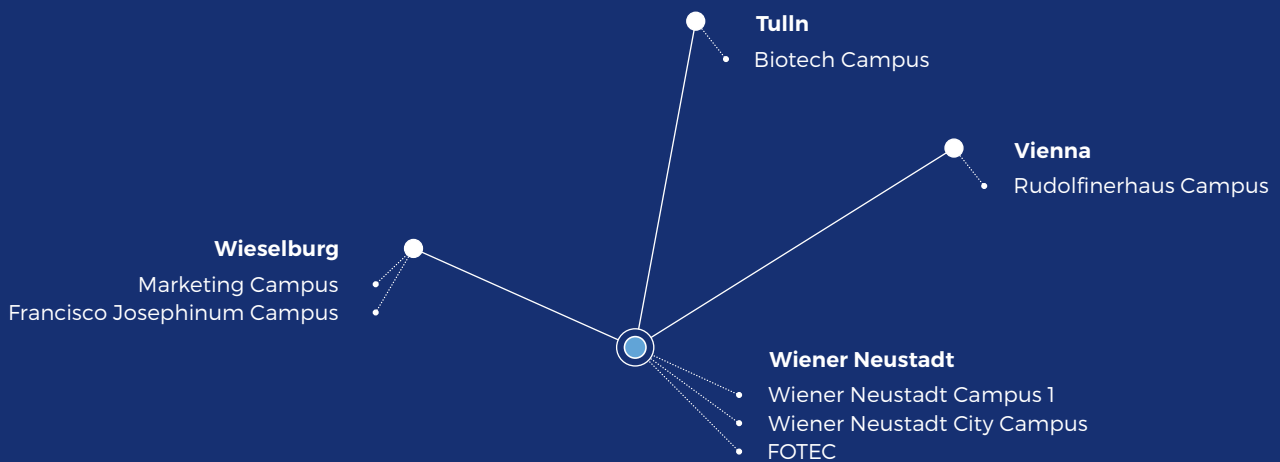 Tulln
Biotech Campus
Vienna
Rudolfinerhaus Campus
Wieselburg
Marketing Campus
Francisco Josephinum Campus
Wiener Neustadt
Wiener Neustadt Campus 1
Wiener Neustadt City Campus
FOTEC